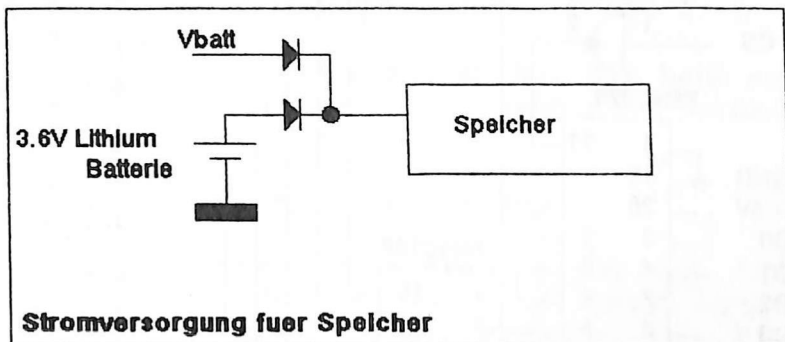 Vbatt
3.6V Lithium
Batterie
Speicher
Stromversorgung fuer Speicher